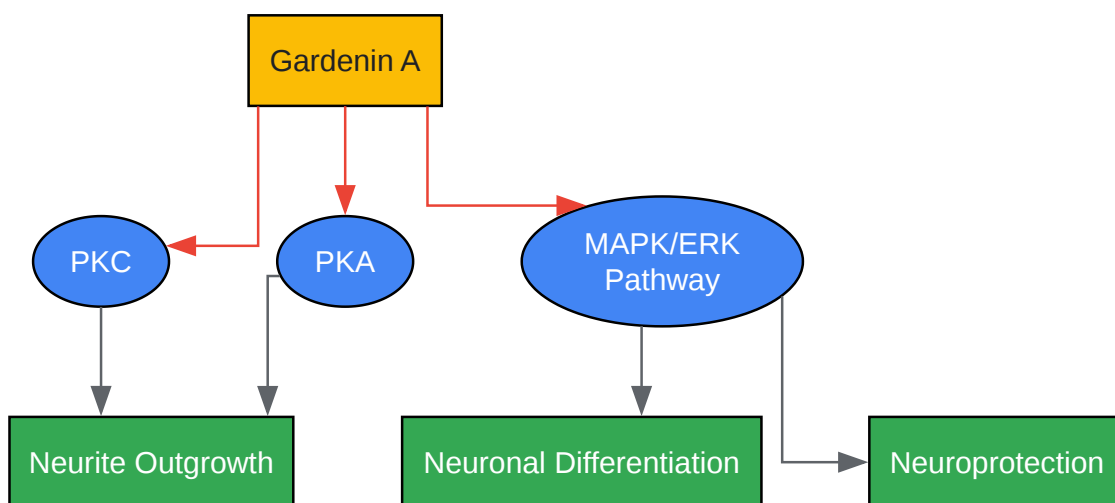 Gardenin A
PKC
PKA
MAPK/ERK
Pathway
Neurite Outgrowth
Neuronal Differentiation
Neuroprotection